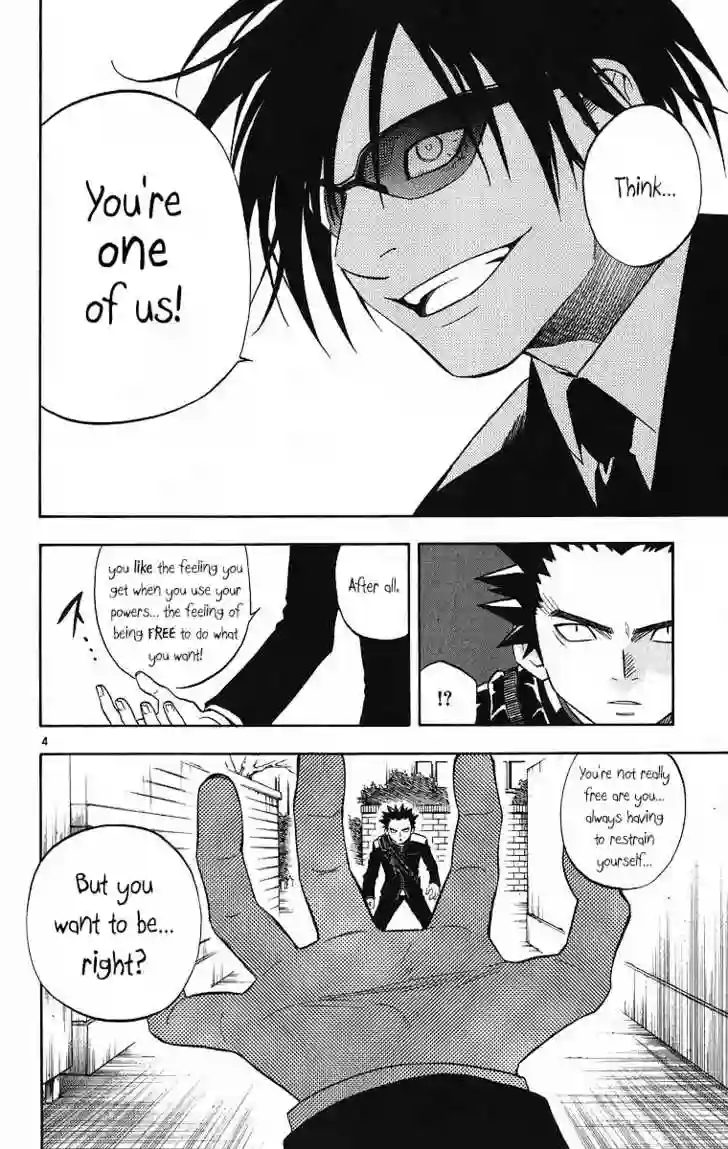 Think...
You're
one
of us!
!?
After all.
you like the feeling you
get when you use your
powers... the feeling of
being FREE to do what
you want!
4
You're not really
free are you...
always having
to restrain
yourself...
But you
want to be...
right?